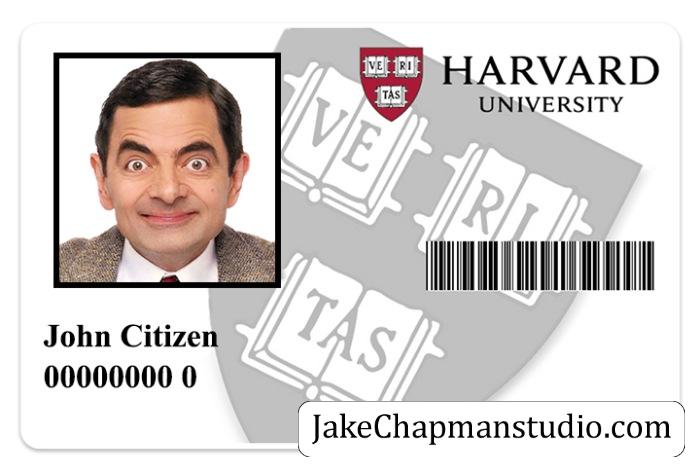 VE RI
TAS
HARVARD
UNIVERSITY
VE RI
TAS
John Citizen
00000000 0
JakeChapmanstudio.com